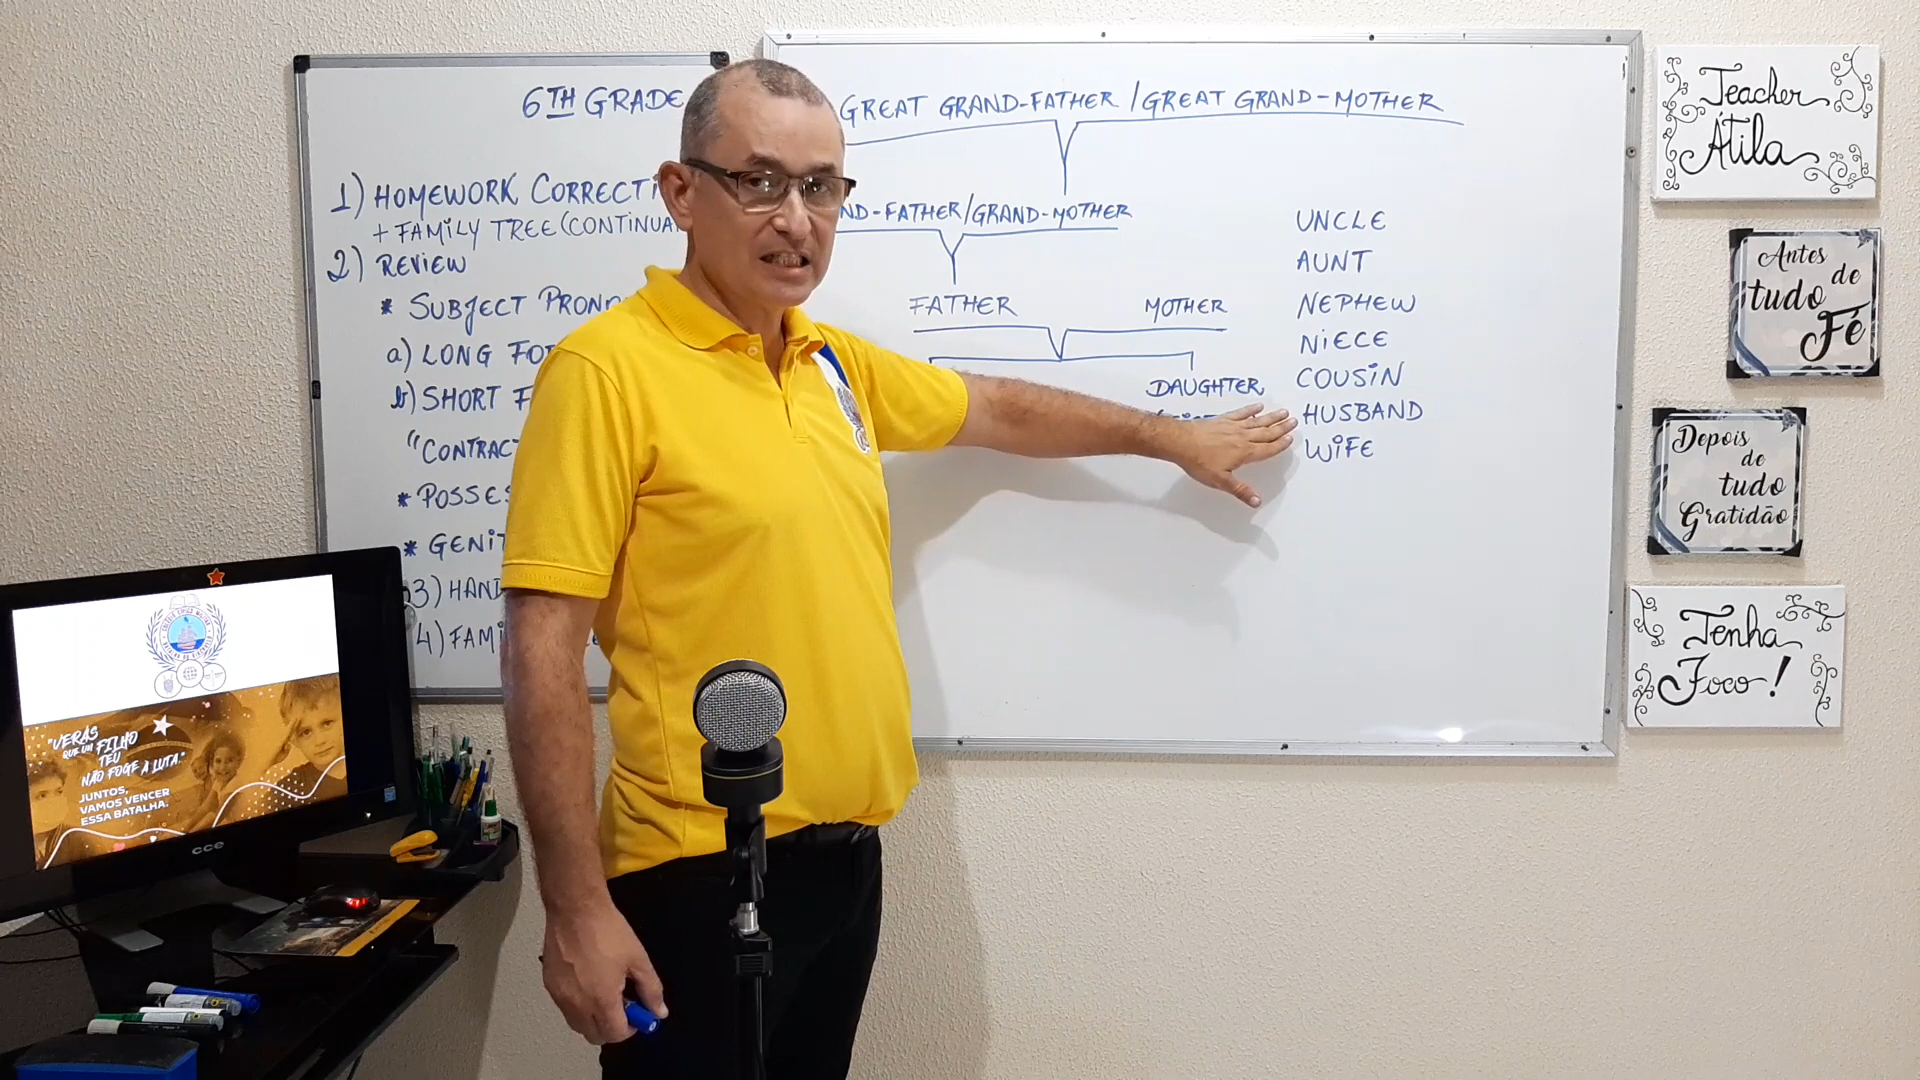 6TH GRADE
1) HOMEWORK CORRECTI
+ FAMILY TREE (CONTINUA
2) REVIEW
* SUBJECT PRONO
a) LONG FO
b) SHORT F
"CONTRACT
* POSSES
* GENIT
3) HAND
4) FAMI
GREAT GRAND-FATHER / GREAT GRAND-MOTHER
ND-FATHER/GRAND-MOTHER
FATHER MOTHER
DAUGHTER
UNCLE
AUNT
NEPHEW
NIECE
COUSIN
HUSBAND
WIFE
Teacher
Átila
Antes
de
tudo
Fé
Depois
de
tudo
Gratidão
Tenha
Foco!
"VERÁS
QUE UM FILHO
TEU
NÃO FOGE À LUTA."
JUNTOS,
VAMOS VENCER
ESSA BATALHA.
cce